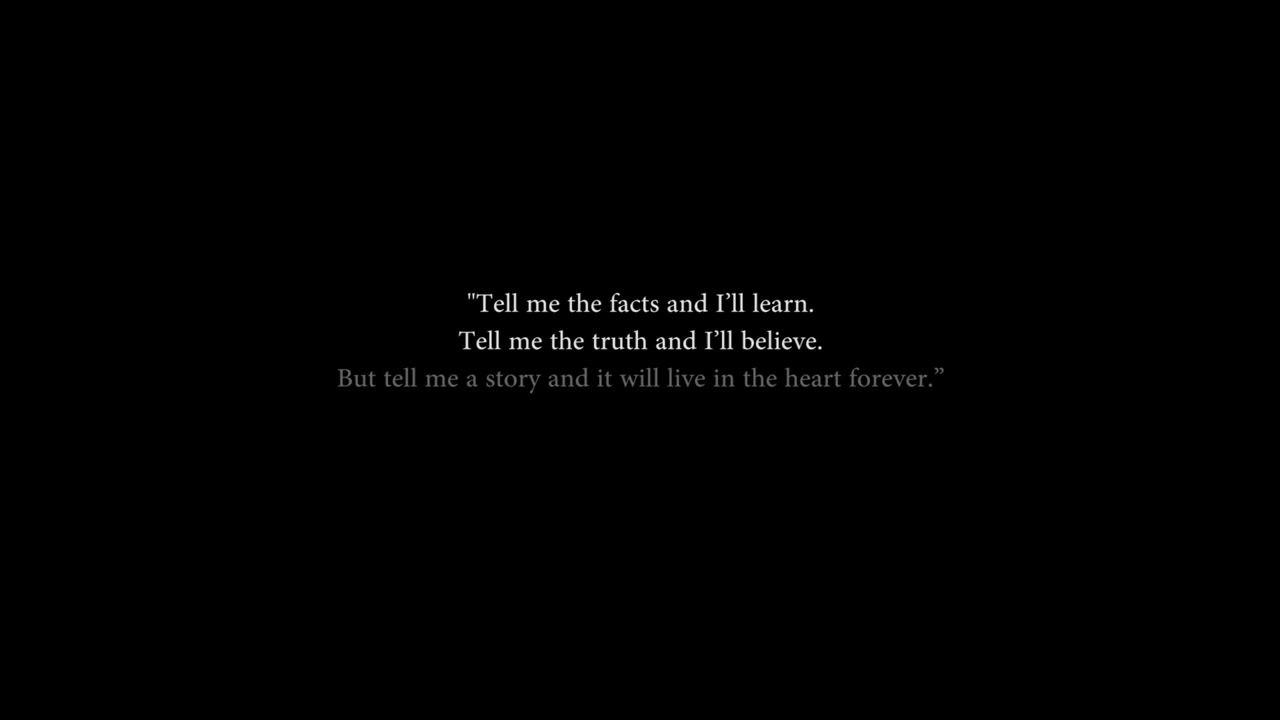 "Tell me the facts and I’ll learn.
Tell me the truth and I’ll believe.
But tell me a story and it will live in the heart forever.”